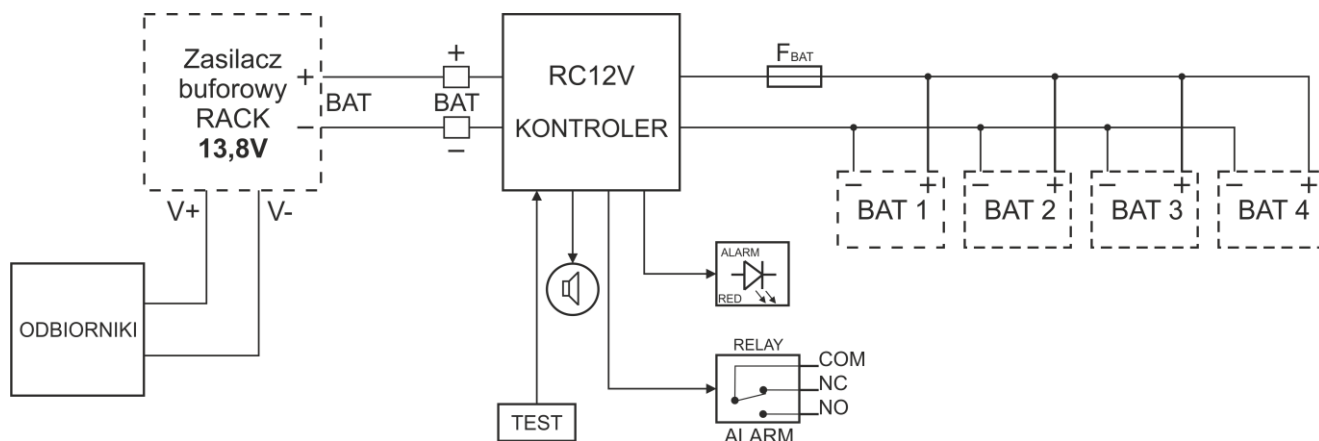 Zasilacz
buforowy
RACK
13,8V
+
BAT
−
V+
V-
ODBIORNIKI
+
BAT
−
RC12V
KONTROLER
FBAT
− +
BAT 1
− +
BAT 2
− +
BAT 3
− +
BAT 4
ALARM
RED
RELAY
COM
NC
NO
ALARM
TEST